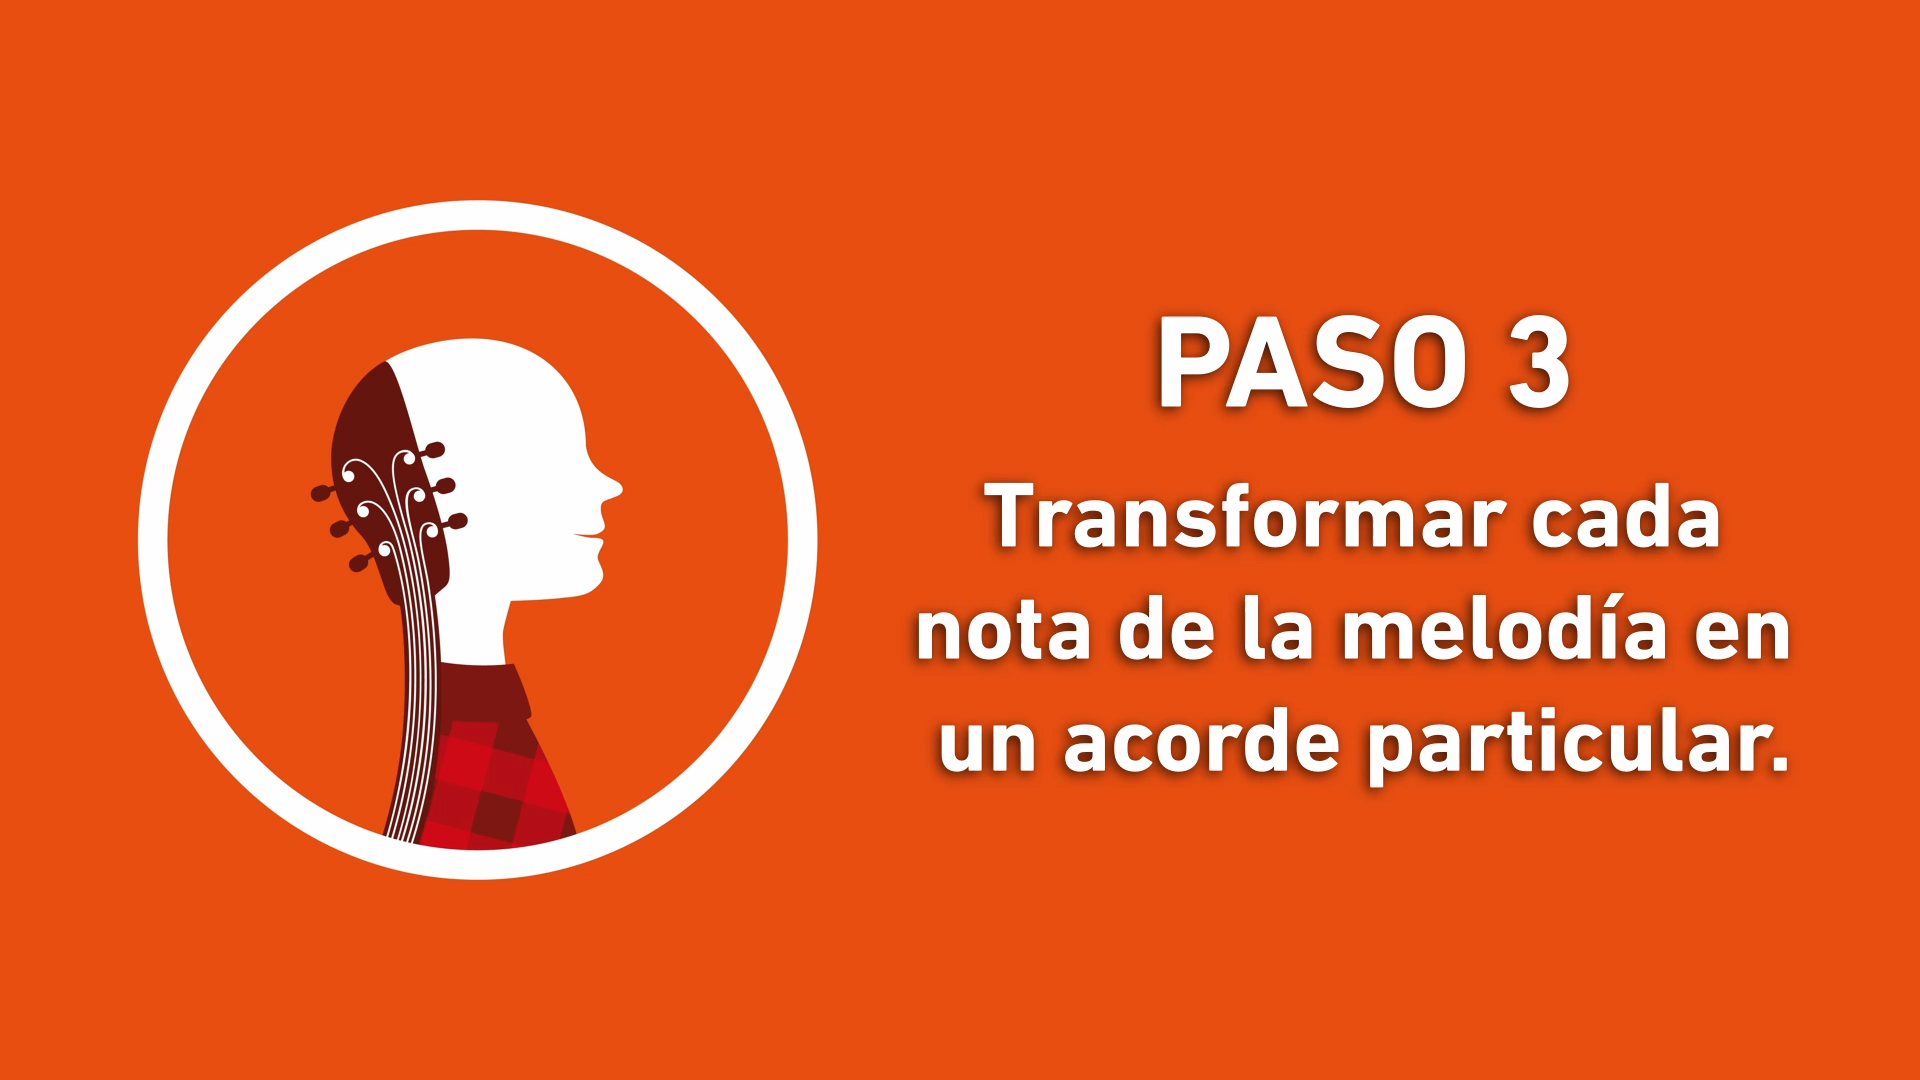 PASO 3
Transformar cada
nota de la melodía en
un acorde particular.